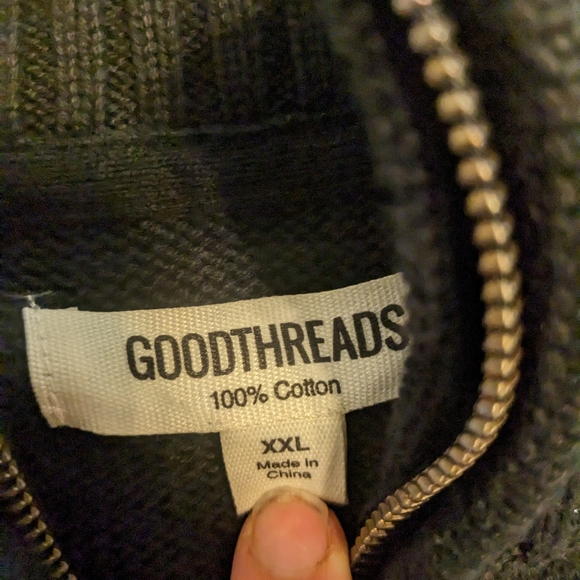 GOODTHREADS
100% Cotton
XXL
Made in
China